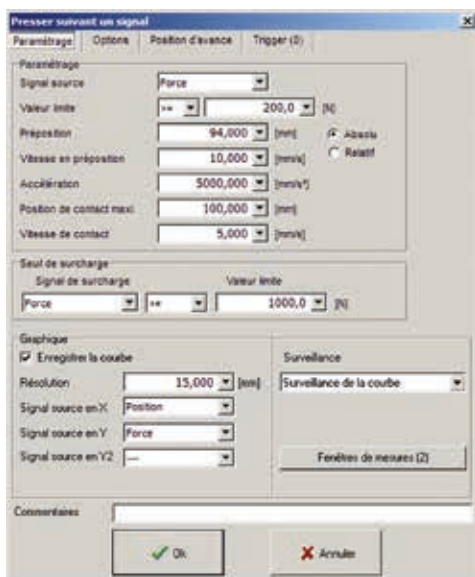 Presser suivant un signal
Paramétrage Options Position d'avance Trigger (0)
Paramétrage
Signal source Force
Valeur limite >= 200,0 [N]
Préposition 94,000 [mm] Absolu
Vitesse en préposition 10,000 [mm/s] Relatif
Accélération 5000,000 [mm/s²]
Position de contact maxi. 100,000 [mm]
Vitesse de contact 5,000 [mm/s]
Seuil de surcharge
Signal de surcharge Valeur limite
Force >= 1000,0 [N]
Graphique
Enregistrer la courbe Surveillance
Résolution 15,000 [mm] Surveillance de la courbe
Signal source en X Position
Signal source en Y Force
Signal source en Y2 --- Fenêtres de mesures (2)
Commentaires
Ok Annuler